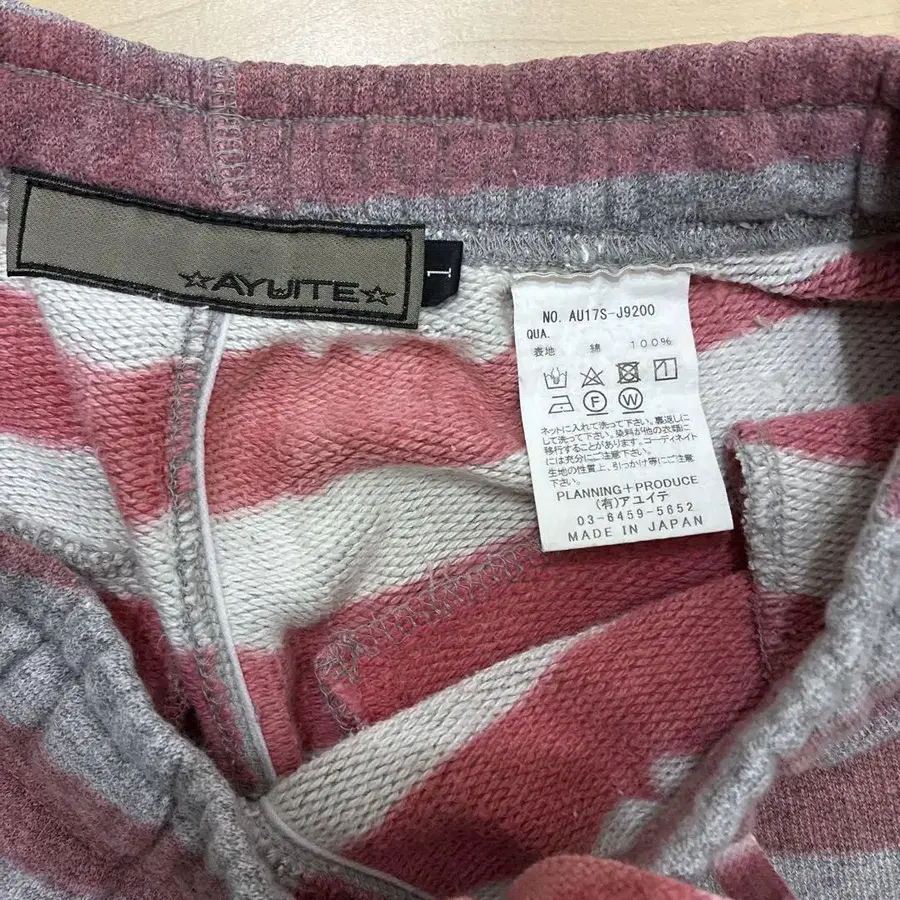 ☆AYUITE☆
1
NO. AU17S-J9200
QUA.
表地 綿 100%
F W
ネットに入れて洗って下さい。裏返しに
して洗って下さい。染料が他の衣類に
移行することがあります。コーディネイト
には充分にご注意下さい。
生地の性質上、引っかけ等にご注意
下さい。
PLANNING+PRODUCE
(有)アユイテ
03-6459-5652
MADE IN JAPAN